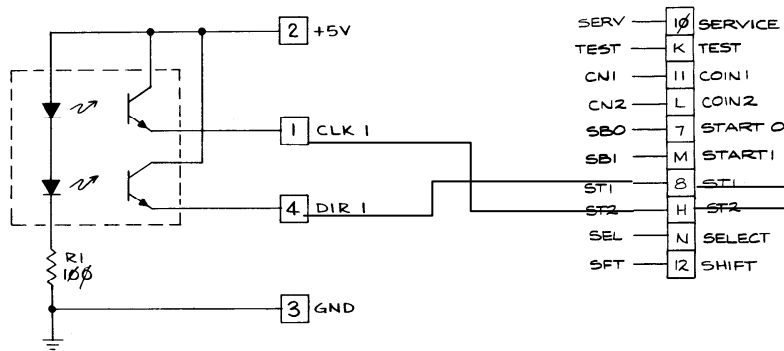 2 +5V
1 CLK 1
4 DIR 1
R1
100
3 GND
SERV 10 SERVICE
TEST K TEST
CN1 11 COIN1
CN2 L COIN2
SB0 7 START 0
SB1 M START1
ST1 8 ST1
ST2 H ST2
SEL N SELECT
SFT 12 SHIFT